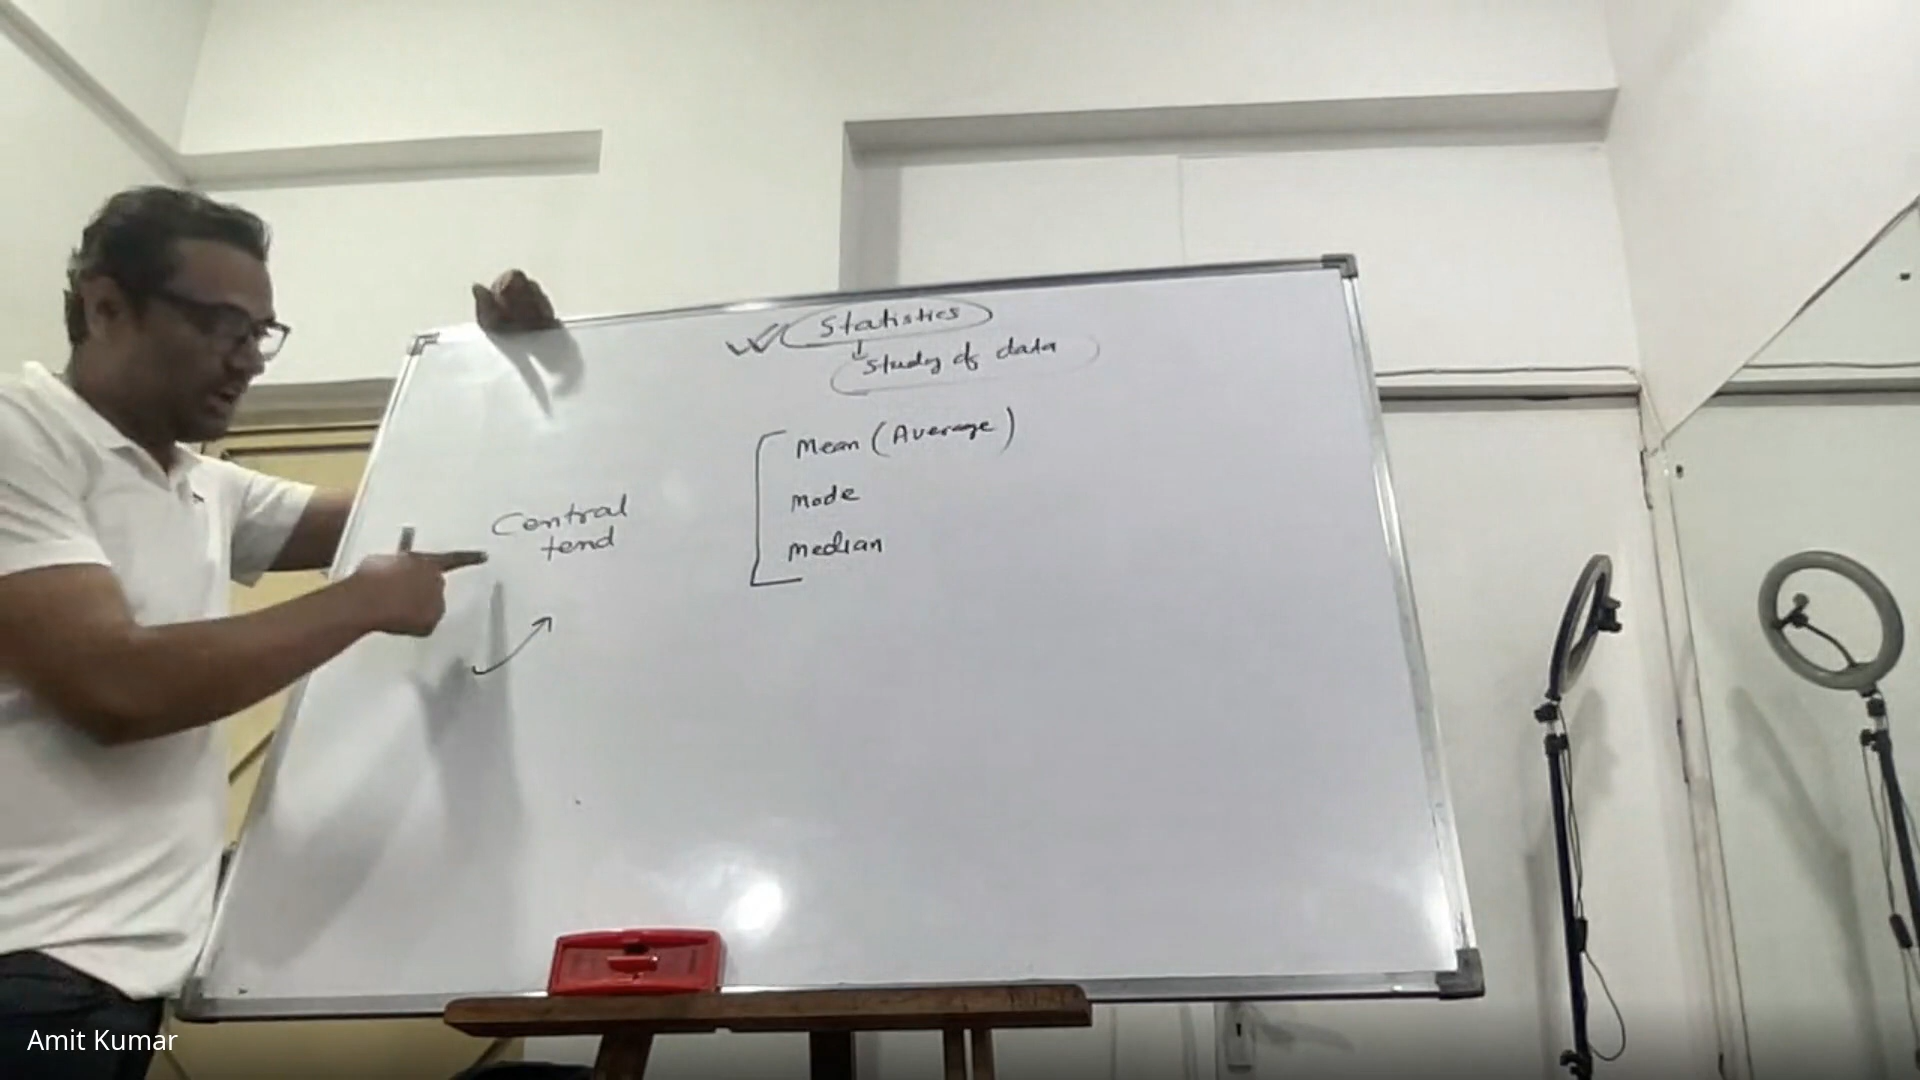 Statistics
Study of data
Mean (Average)
Mode
Median
Central
tend
Amit Kumar